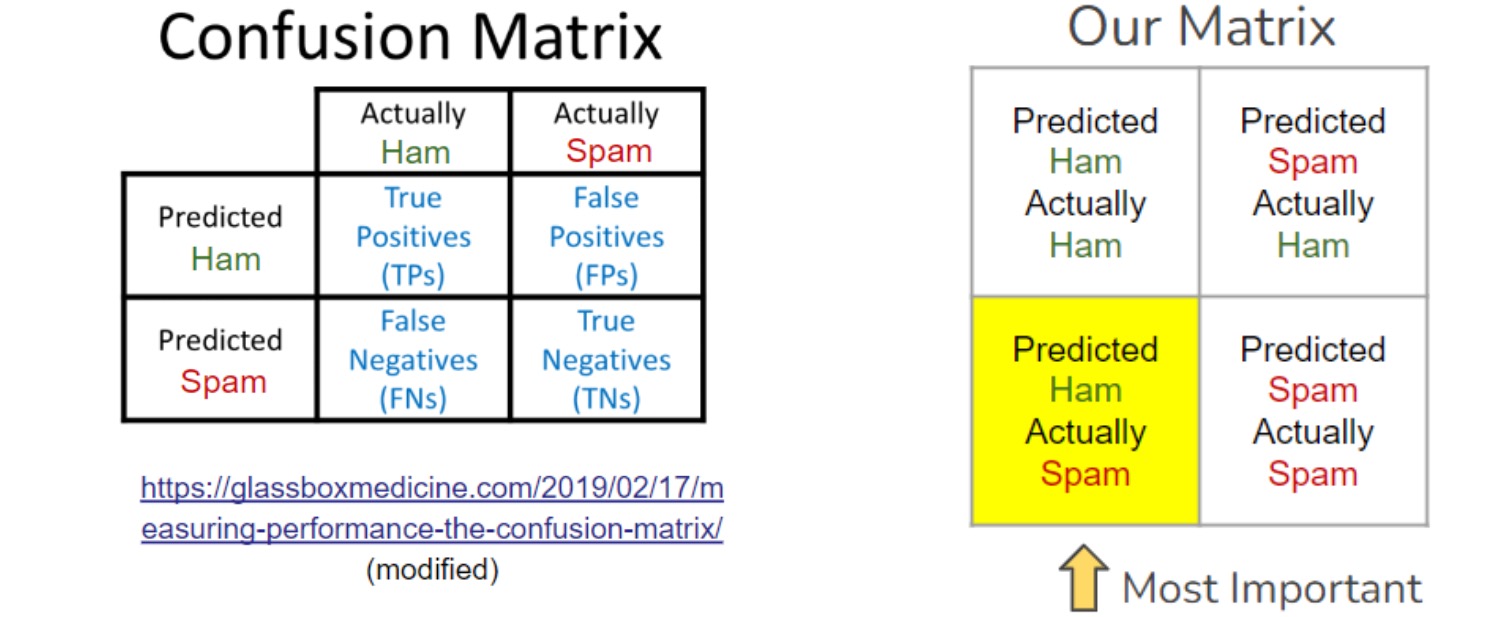 Confusion Matrix
Actually
Ham
Actually
Spam
Predicted
Ham
True
Positives
(TPs)
False
Positives
(FPs)
Predicted
Spam
False
Negatives
(FNs)
True
Negatives
(TNs)
https://glassboxmedicine.com/2019/02/17/m
easuring-performance-the-confusion-matrix/
(modified)
Our Matrix
Predicted
Ham
Actually
Ham
Predicted
Spam
Actually
Ham
Predicted
Ham
Actually
Spam
Predicted
Spam
Actually
Spam
Most Important